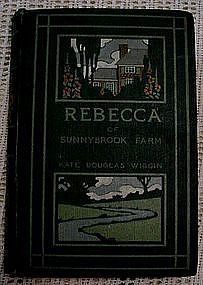 REBECCA
OF
SUNNYBROOK FARM
KATE DOUGLAS WIGGIN